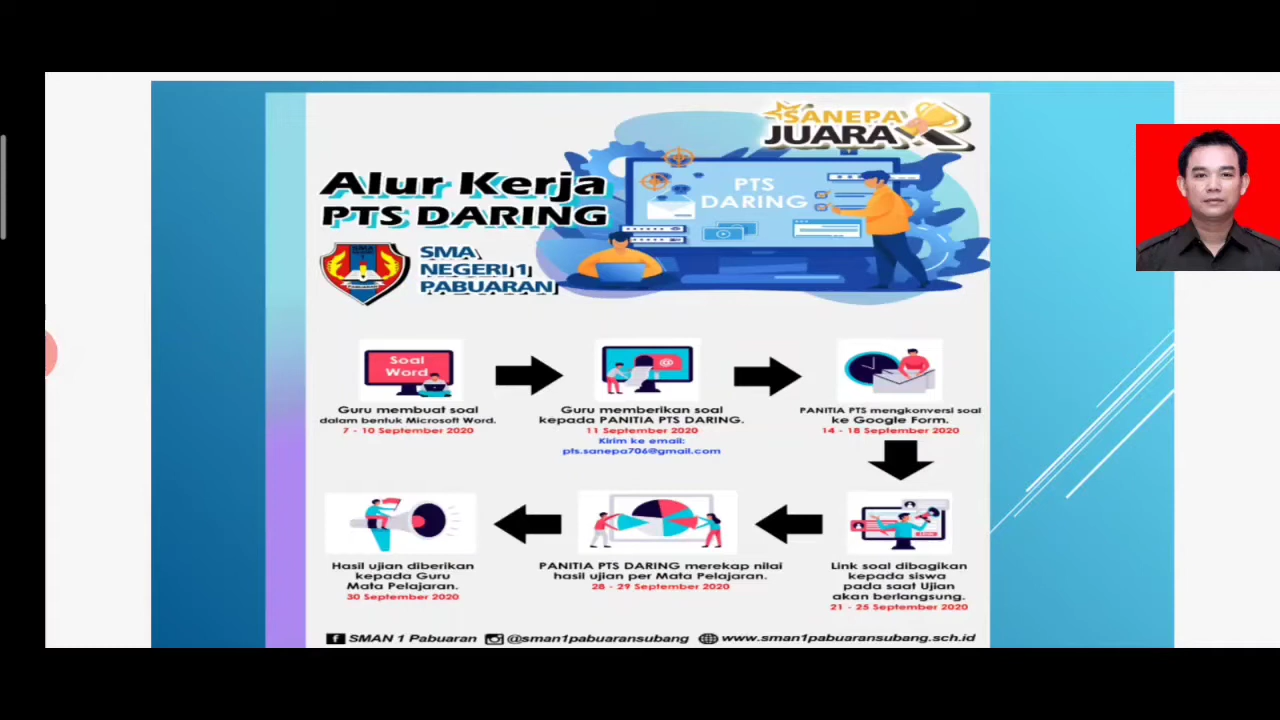 SANEPA
JUARA
Alur Kerja
PTS DARING
PTS
DARING
SMA
NEGERI 1
PABUARAN
PABUARAN
Soal
Word
Guru membuat soal
dalam bentuk Microsoft Word.
7 - 10 September 2020
Guru memberikan soal
kepada PANITIA PTS DARING.
11 September 2020
Kirim ke email:
pts.sanepa706@gmail.com
PANITIA PTS mengkonversi soal
ke Google Form.
14 - 18 September 2020
Link soal dibagikan
kepada siswa
pada saat Ujian
akan berlangsung.
21 - 25 September 2020
PANITIA PTS DARING merekap nilai
hasil ujian per Mata Pelajaran.
28 - 29 September 2020
Hasil ujian diberikan
kepada Guru
Mata Pelajaran.
30 September 2020
SMAN 1 Pabuaran @sman1pabuaransubang www.sman1pabuaransubang.sch.id